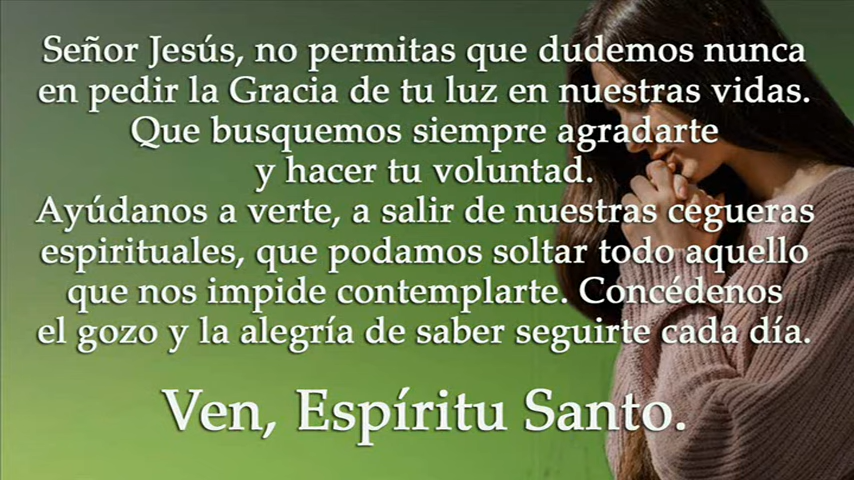 Señor Jesús, no permitas que dudemos nunca
en pedir la Gracia de tu luz en nuestras vidas.
Que busquemos siempre agradarte
y hacer tu voluntad.
Ayúdanos a verte, a salir de nuestras cegueras
espirituales, que podamos soltar todo aquello
que nos impide contemplarte. Concédenos
el gozo y la alegría de saber seguirte cada día.
Ven, Espíritu Santo.